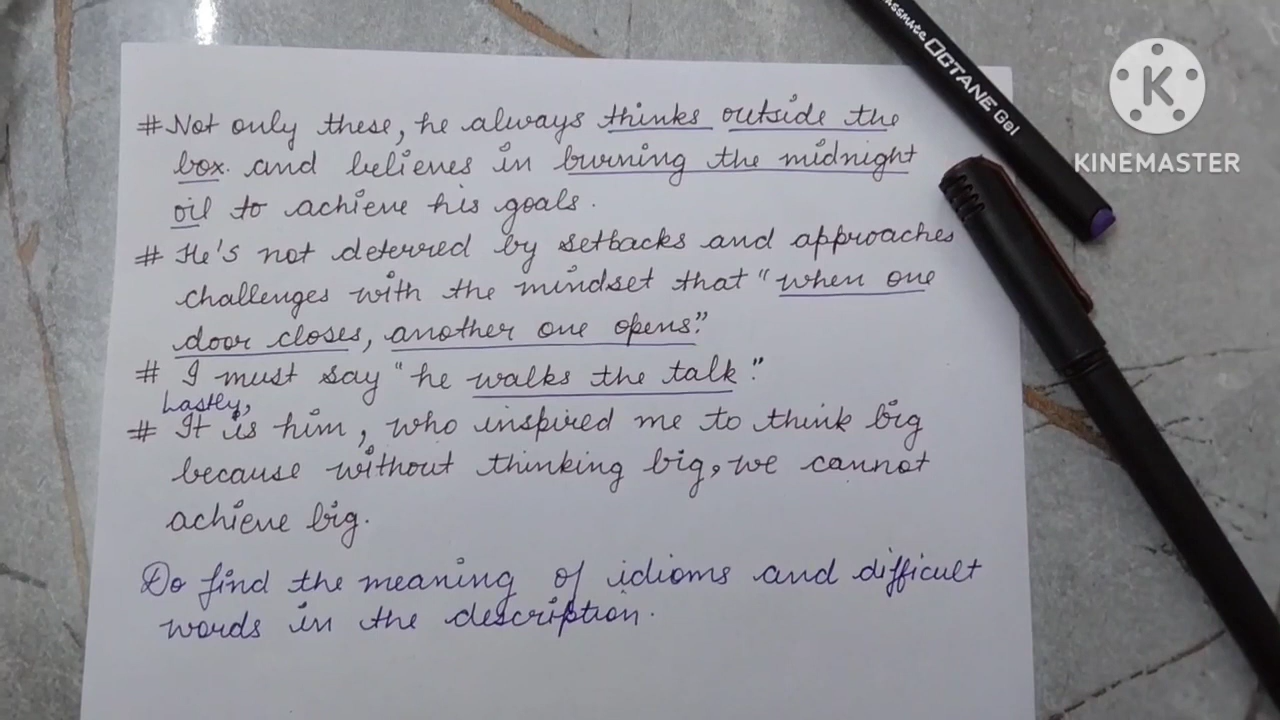 # Not only these, he always thinks outside the
box. and believes in burning the midnight
oil to achieve his goals.
# He's not deterred by setbacks and approaches
challenges with the mindset that "when one
door closes, another one opens."
# I must say "he walks the talk."
Lastly,
# It is him, who inspired me to think big
because without thinking big, we cannot
achieve big.
Do find the meaning of idioms and difficult
words in the description.
classmate OCTANE Gel
K
KINEMASTER